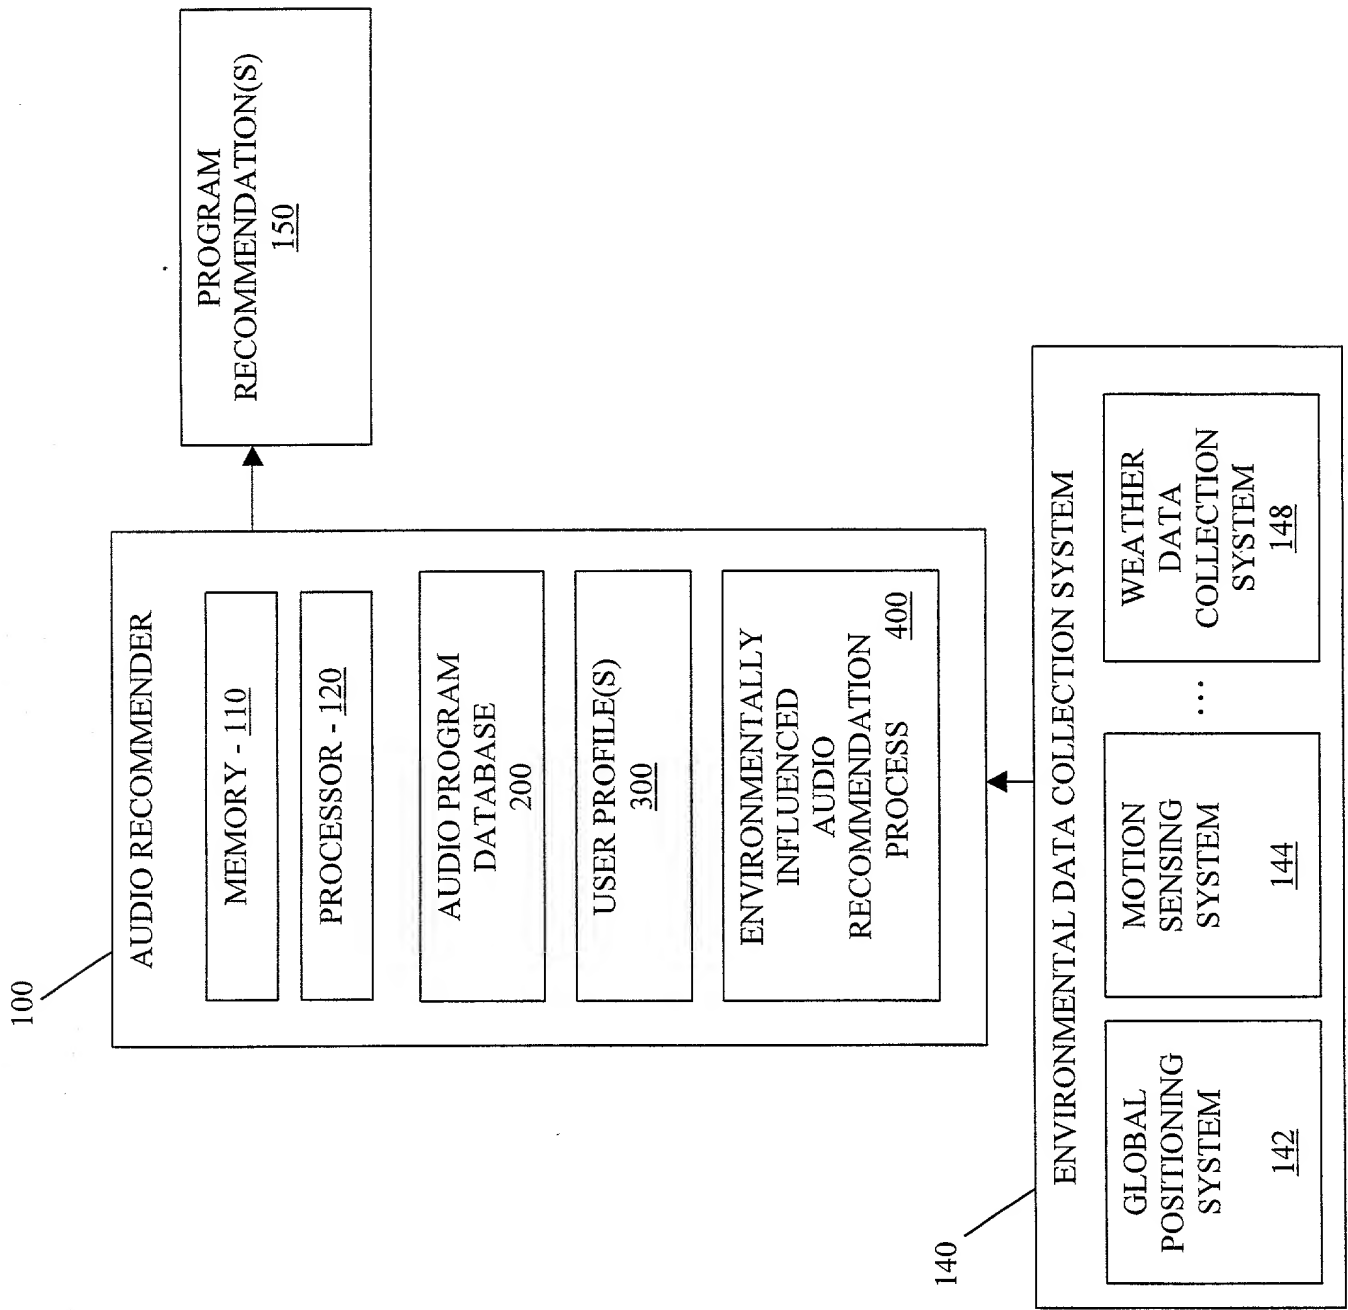 100
AUDIO RECOMMENDER
MEMORY - 110
PROCESSOR - 120
AUDIO PROGRAM
DATABASE
200
USER PROFILE(S)
300
ENVIRONMENTALLY
INFLUENCED
AUDIO
RECOMMENDATION
PROCESS
400
PROGRAM
RECOMMENDATION(S)
150
140
ENVIRONMENTAL DATA COLLECTION SYSTEM
GLOBAL
POSITIONING
SYSTEM
142
MOTION
SENSING
SYSTEM
144
...
WEATHER
DATA
COLLECTION
SYSTEM
148